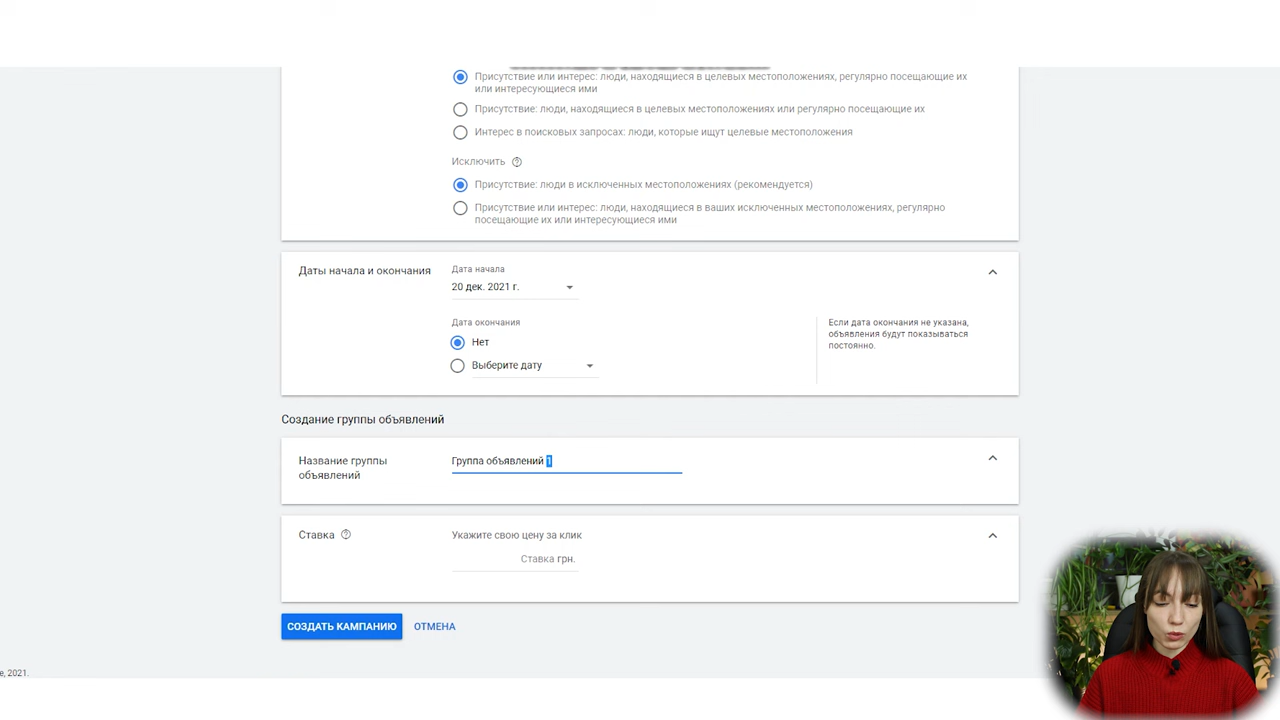 Присутствие или интерес: люди, находящиеся в целевых местоположениях, регулярно посещающие их
или интересующиеся ими
Присутствие: люди, находящиеся в целевых местоположениях или регулярно посещающие их
Интерес в поисковых запросах: люди, которые ищут целевые местоположения
Исключить
Присутствие: люди в исключенных местоположениях (рекомендуется)
Присутствие или интерес: люди, находящиеся в ваших исключенных местоположениях, регулярно
посещающие их или интересующиеся ими
Даты начала и окончания
Дата начала
20 дек. 2021 г.
Дата окончания
Нет
Выберите дату
Если дата окончания не указана,
объявления будут показываться
постоянно.
Создание группы объявлений
Название группы
объявлений
Группа объявлений 1
Ставка
Укажите свою цену за клик
Ставка грн.
СОЗДАТЬ КАМПАНИЮ
ОТМЕНА
e, 2021.